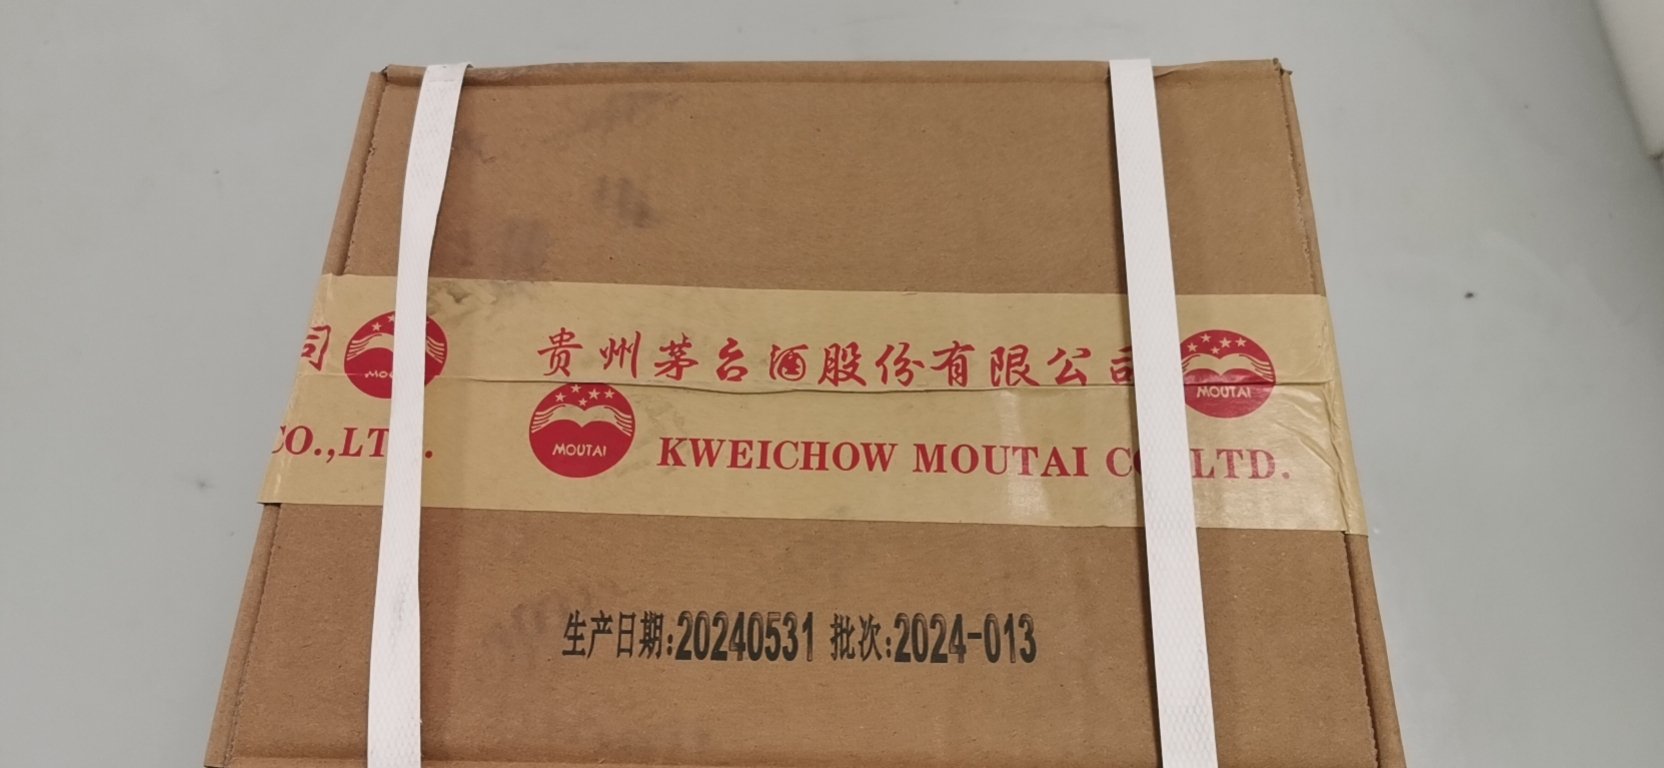 司 MOU
贵州茅台酒股份有限公司 MOUTAI
CO.,LT . MOUTAI KWEICHOW MOUTAI CO LTD.
生产日期:20240531 批次:2024-013